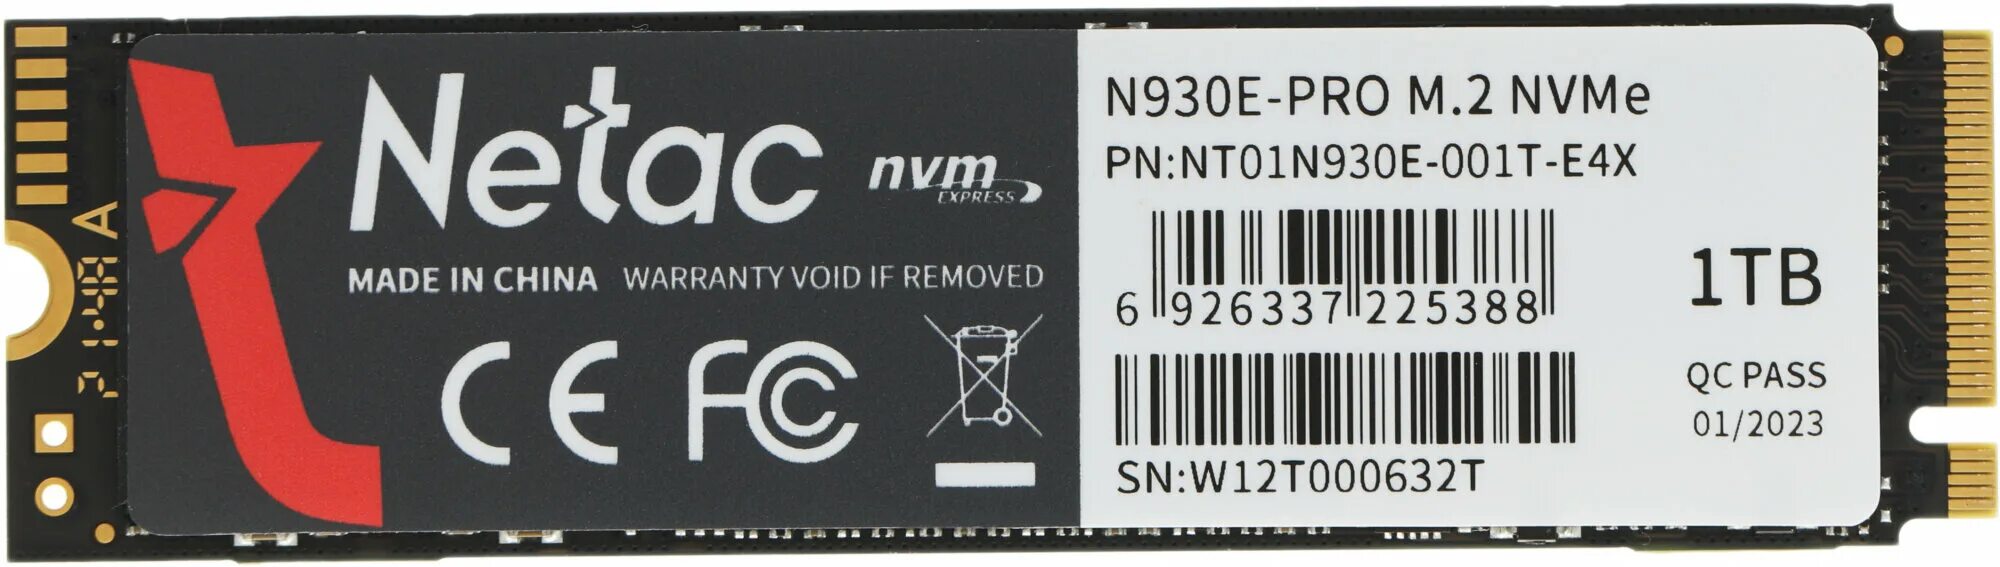 Netac
nvm
EXPRESS
MADE IN CHINA WARRANTY VOID IF REMOVED
CE FC
N930E-PRO M.2 NVMe
PN:NT01N930E-001T-E4X
6 926337 225388
1TB
QC PASS
01/2023
SN:W12T000632T